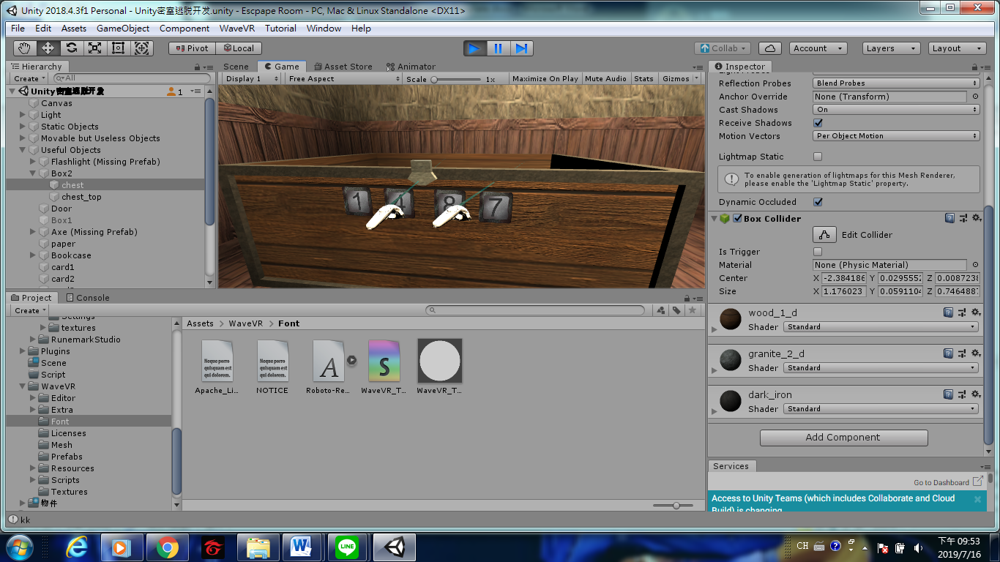 Unity 2018.4.3f1 Personal - Unity密室逃脱开发.unity - Escpape Room - PC, Mac & Linux Standalone <DX11>
File Edit Assets GameObject Component WaveVR Tutorial Window Help
Pivot Local Collab Account Layers Layout
Hierarchy
Create All
Unity密室逃脱开发 1
Canvas
Light
Static Objects
Movable but Useless Objects
Useful Objects
Flashlight (Missing Prefab)
Box2
chest
chest_top
Door
Box1
Axe (Missing Prefab)
paper
Bookcase
card1
card2
Scene Game Asset Store Animator
Display 1 Free Aspect Scale 1x Maximize On Play Mute Audio Stats Gizmos
1 4 8 7
Inspector
Reflection Probes Blend Probes
Anchor Override None (Transform)
Cast Shadows On
Receive Shadows
Motion Vectors Per Object Motion
Lightmap Static
To enable generation of lightmaps for this Mesh Renderer,
please enable the 'Lightmap Static' property.
Dynamic Occluded
Box Collider
Edit Collider
Is Trigger
Material None (Physic Material)
Center X -2.384186 Y 0.0295552 Z 0.0087238
Size X 1.176023 Y 0.0591104 Z 0.7464887
wood_1_d
Shader Standard
granite_2_d
Shader Standard
dark_iron
Shader Standard
Add Component
Services
Go to Dashboard
Access to Unity Teams (which includes Collaborate and Cloud
Build) is changing
Project Console
Create
Settings
textures
RunemarkStudio
Plugins
Scene
Script
WaveVR
Editor
Extra
Font
Licenses
Mesh
Prefabs
Resources
Scripts
Textures
物件
Assets > WaveVR > Font
Neque porro
quisquam est
qui dolorem.
Neque porro
quisquam est
qui dolorem.
A
S
Apache_Li... NOTICE Roboto-Re... WaveVR_T... WaveVR_T...
kk
W LINE
CH
下午 09:53
2019/7/16